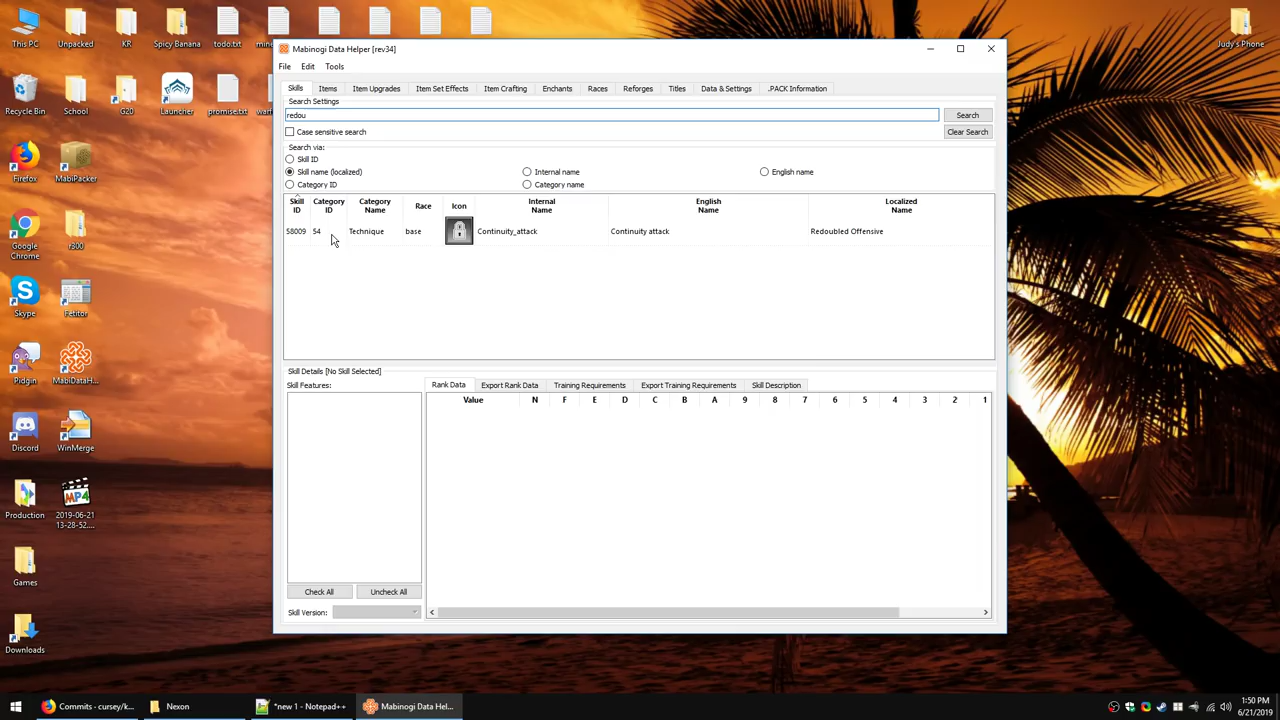 This PC
Unpacked
KR
Spicy Banana
todo.txt
Judy's Phone
Recycle Bin
School
G20
Launcher
promise.txt
Firefox
MabiPacker
Google
Chrome
r300
Skype
Fetitor
Pidgin
MabiDataH...
Discord
WinMerge
Production
2019-06-21
13-28-52....
Games
Downloads
Mabinogi Data Helper [rev34]
File Edit Tools
Skills Items Item Upgrades Item Set Effects Item Crafting Enchants Races Reforges Titles Data & Settings .PACK Information
Search Settings
redou Search
Case sensitive search Clear Search
Search via:
Skill ID
Skill name (localized) Internal name English name
Category ID Category name
Skill ID Category ID Category Name Race Icon Internal Name English Name Localized Name
58009 54 Technique base Continuity_attack Continuity attack Redoubled Offensive
Skill Details [No Skill Selected]
Skill Features: Rank Data Export Rank Data Training Requirements Export Training Requirements Skill Description
Value N F E D C B A 9 8 7 6 5 4 3 2 1
Check All Uncheck All
Skill Version:
Commits - cursey/k... Nexon *new 1 - Notepad++ Mabinogi Data Hel...
1:50 PM
6/21/2019